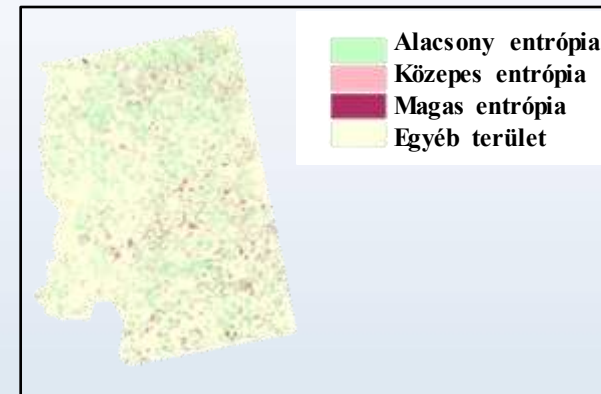 Alacsony entrópia
Közepes entrópia
Magas entrópia
Egyéb terület